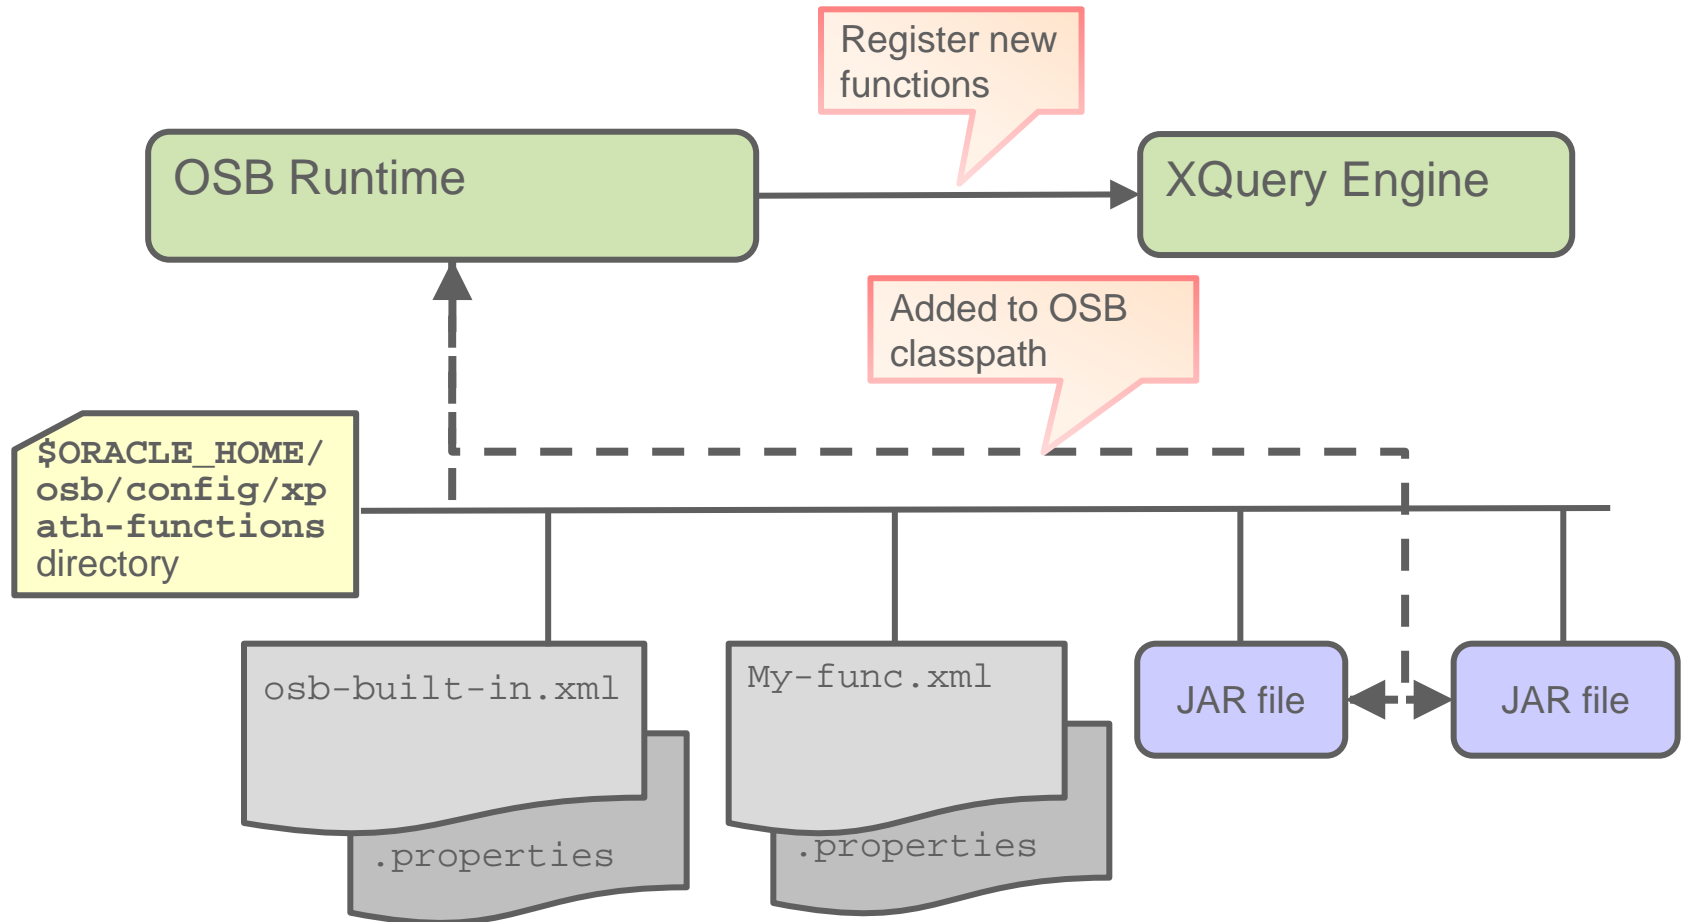 Register new
functions
OSB Runtime
XQuery Engine
Added to OSB
classpath
$ORACLE_HOME/
osb/config/xp
ath-functions
directory
osb-built-in.xml
My-func.xml
JAR file
JAR file
.properties
.properties